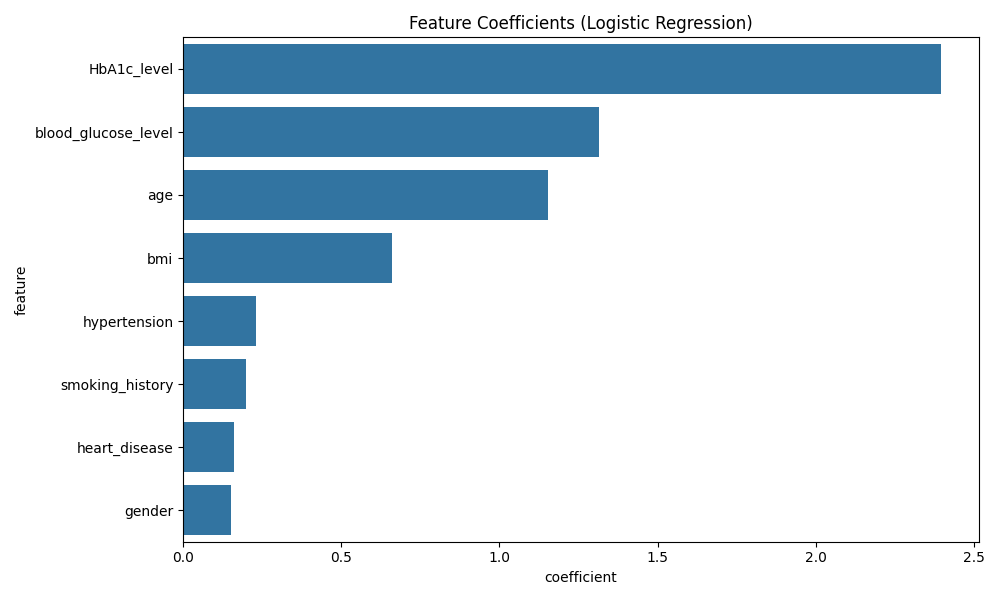 Feature Coefficients (Logistic Regression)
HbA1c_level
blood_glucose_level
age
bmi
hypertension
smoking_history
heart_disease
gender
feature
0.0 0.5 1.0 1.5 2.0 2.5
coefficient